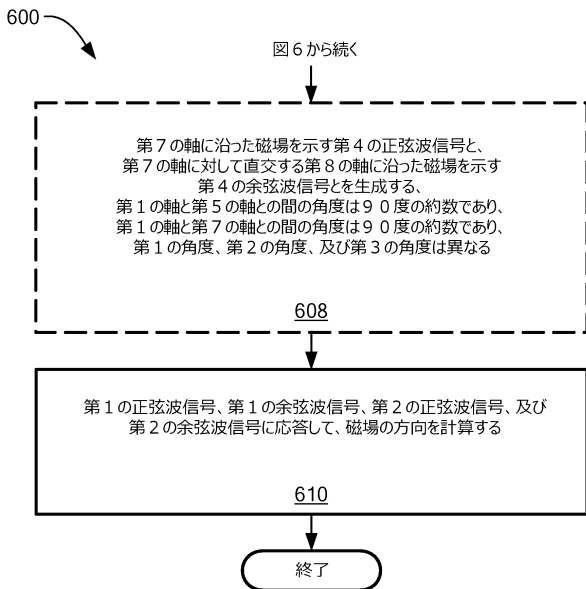 600
図6から続く
第7の軸に沿った磁場を示す第4の正弦波信号と、
第7の軸に対して直交する第8の軸に沿った磁場を示す
第4の余弦波信号とを生成する、
第1の軸と第5の軸との間の角度は90度の約数であり、
第1の軸と第7の軸との間の角度は90度の約数であり、
第1の角度、第2の角度、及び第3の角度は異なる
608
第1の正弦波信号、第1の余弦波信号、第2の正弦波信号、及び
第2の余弦波信号に応答して、磁場の方向を計算する
610
終了